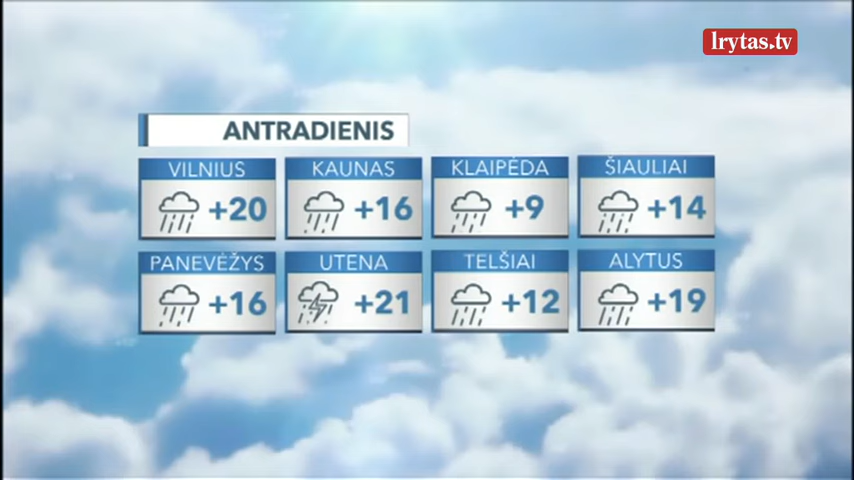 lrytas.tv
ANTRADIENIS
VILNIUS KAUNAS KLAIPĖDA ŠIAULIAI
+20 +16 +9 +14
PANEVĖŽYS UTENA TELŠIAI ALYTUS
+16 +21 +12 +19